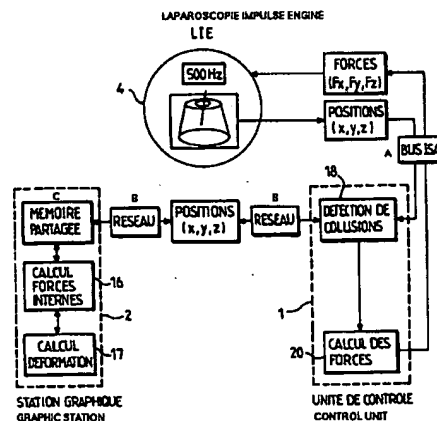 LAPAROSCOPIE IMPULSE ENGINE
LIE
500Hz
4
FORCES
(Fx,Fy,Fz)
POSITIONS
(x,y,z)
A
BUS ISA
18
C
MEMOIRE
PARTAGEE
B
RESEAU
POSITIONS
(x,y,z)
B
RESEAU
DETECTION DE
COLLUSIONS
CALCUL
FORCES
INTERNES
16
2
1
CALCUL
DEFORMATION
17
20
CALCUL DES
FORCES
STATION GRAPHIQUE
GRAPHIC STATION
UNITE DE CONTROLE
CONTROL UNIT